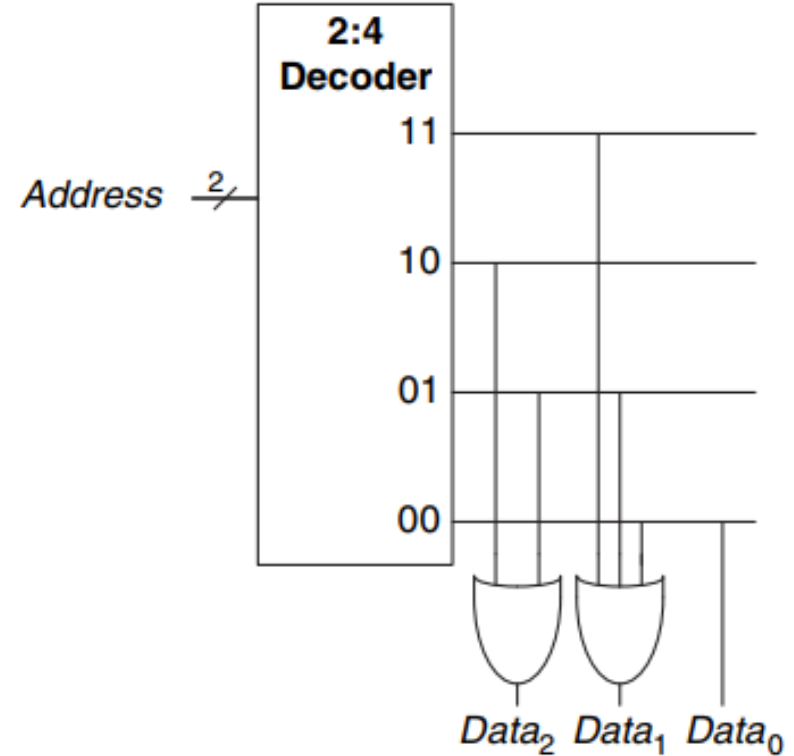 2:4
Decoder
11
Address
2
10
01
00
Data₂ Data₁ Data₀